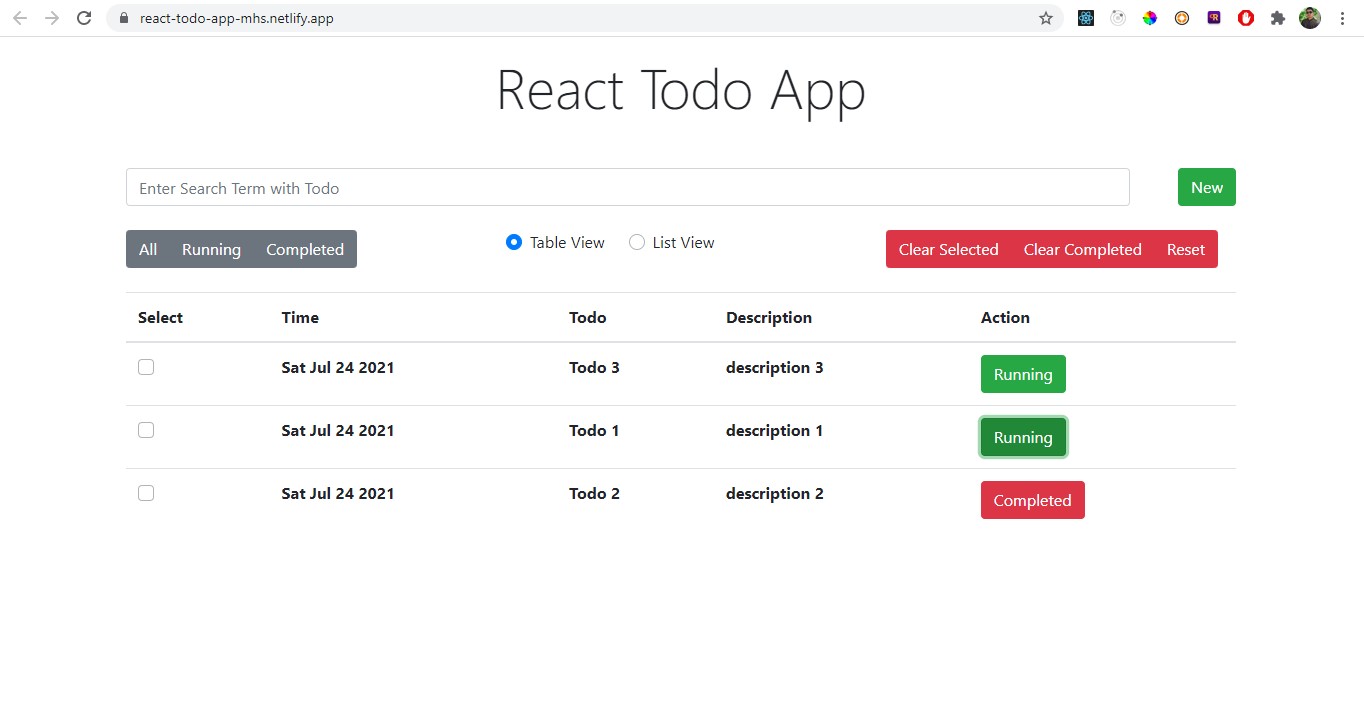 react-todo-app-mhs.netlify.app
React Todo App
Enter Search Term with Todo New
All Running Completed Table View List View Clear Selected Clear Completed Reset
Select Time Todo Description Action
Sat Jul 24 2021 Todo 3 description 3 Running
Sat Jul 24 2021 Todo 1 description 1 Running
Sat Jul 24 2021 Todo 2 description 2 Completed